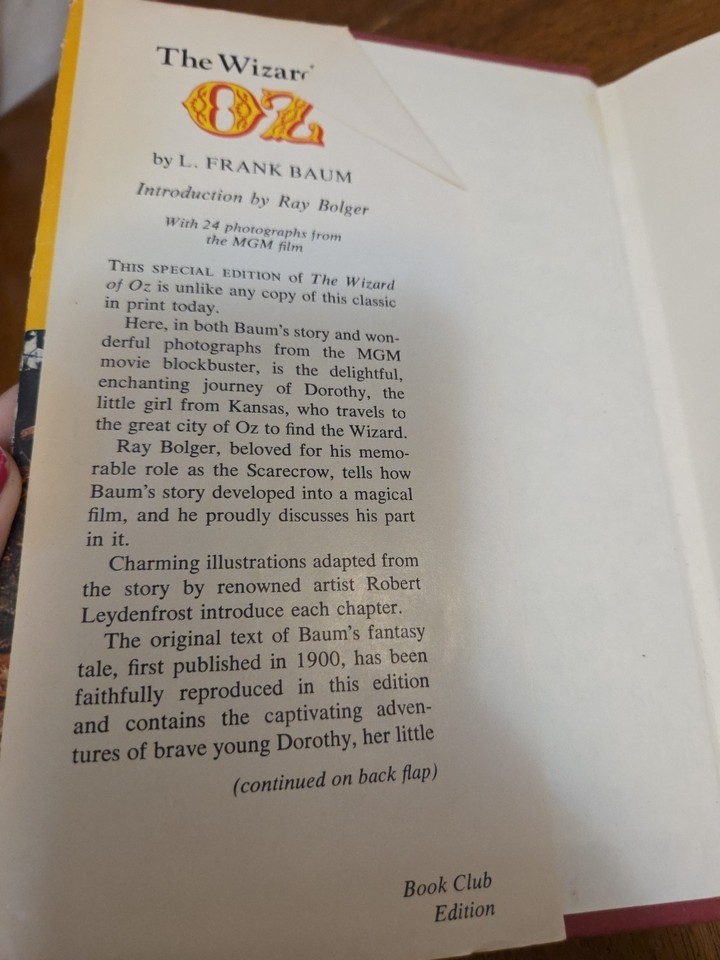 The Wizar
OZ
by L. FRANK BAUM
Introduction by Ray Bolger
With 24 photographs from
the MGM film
THIS SPECIAL EDITION of The Wizard
of Oz is unlike any copy of this classic
in print today.
Here, in both Baum's story and won-
derful photographs from the MGM
movie blockbuster, is the delightful,
enchanting journey of Dorothy, the
little girl from Kansas, who travels to
the great city of Oz to find the Wizard.
Ray Bolger, beloved for his memo-
rable role as the Scarecrow, tells how
Baum's story developed into a magical
film, and he proudly discusses his part
in it.
Charming illustrations adapted from
the story by renowned artist Robert
Leydenfrost introduce each chapter.
The original text of Baum's fantasy
tale, first published in 1900, has been
faithfully reproduced in this edition
and contains the captivating adven-
tures of brave young Dorothy, her little
(continued on back flap)
Book Club
Edition